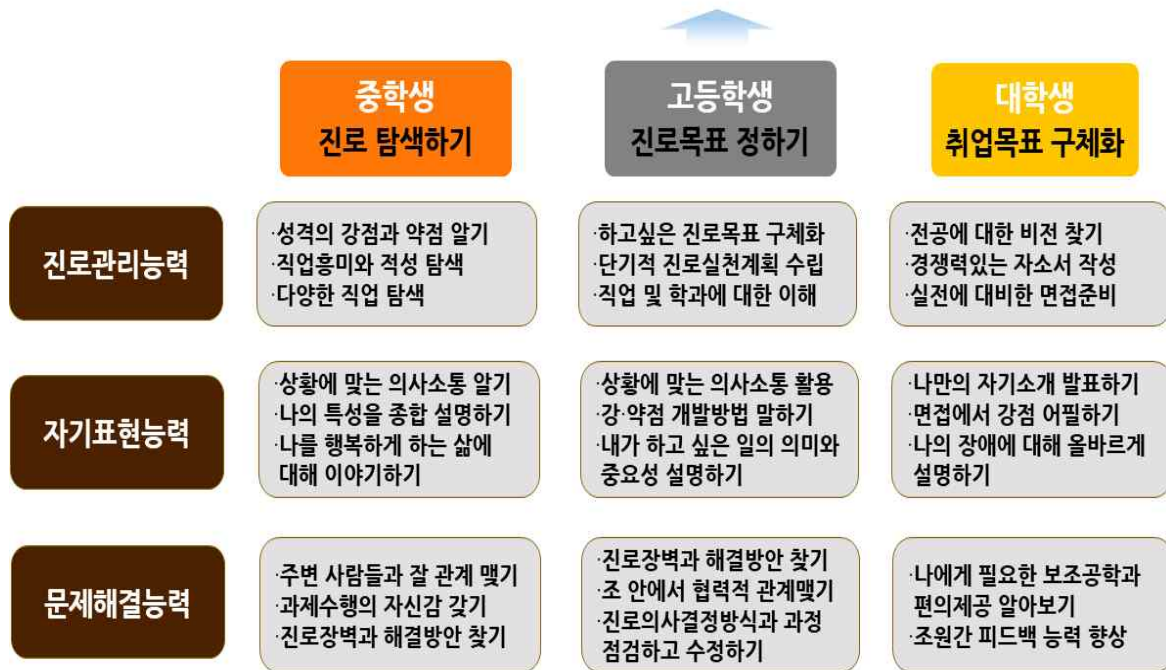 중학생
진로 탐색하기
고등학생
진로목표 정하기
대학생
취업목표 구체화
진로관리능력
·성격의 강점과 약점 알기
·직업흥미와 적성 탐색
·다양한 직업 탐색
·하고싶은 진로목표 구체화
·단기적 진로실천계획 수립
·직업 및 학과에 대한 이해
·전공에 대한 비전 찾기
·경쟁력있는 자소서 작성
·실전에 대비한 면접준비
자기표현능력
·상황에 맞는 의사소통 알기
·나의 특성을 종합 설명하기
·나를 행복하게 하는 삶에
대해 이야기하기
·상황에 맞는 의사소통 활용
·강·약점 개발방법 말하기
·내가 하고 싶은 일의 의미와
중요성 설명하기
·나만의 자기소개 발표하기
·면접에서 강점 어필하기
·나의 장애에 대해 올바르게
설명하기
문제해결능력
·주변 사람들과 잘 관계 맺기
·과제수행의 자신감 갖기
·진로장벽과 해결방안 찾기
·진로장벽과 해결방안 찾기
·조 안에서 협력적 관계맺기
·진로의사결정방식과 과정
점검하고 수정하기
·나에게 필요한 보조공학과
편의제공 알아보기
·조원간 피드백 능력 향상